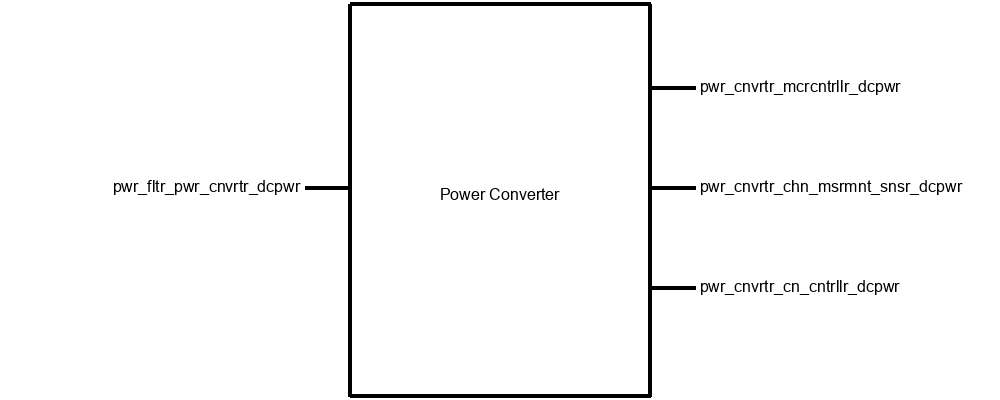 pwr_cnvrtr_mcrcntrllr_dcpwr
pwr_fltr_pwr_cnvrtr_dcpwr
Power Converter
pwr_cnvrtr_chn_msrmnt_snsr_dcpwr
pwr_cnvrtr_cn_cntrllr_dcpwr